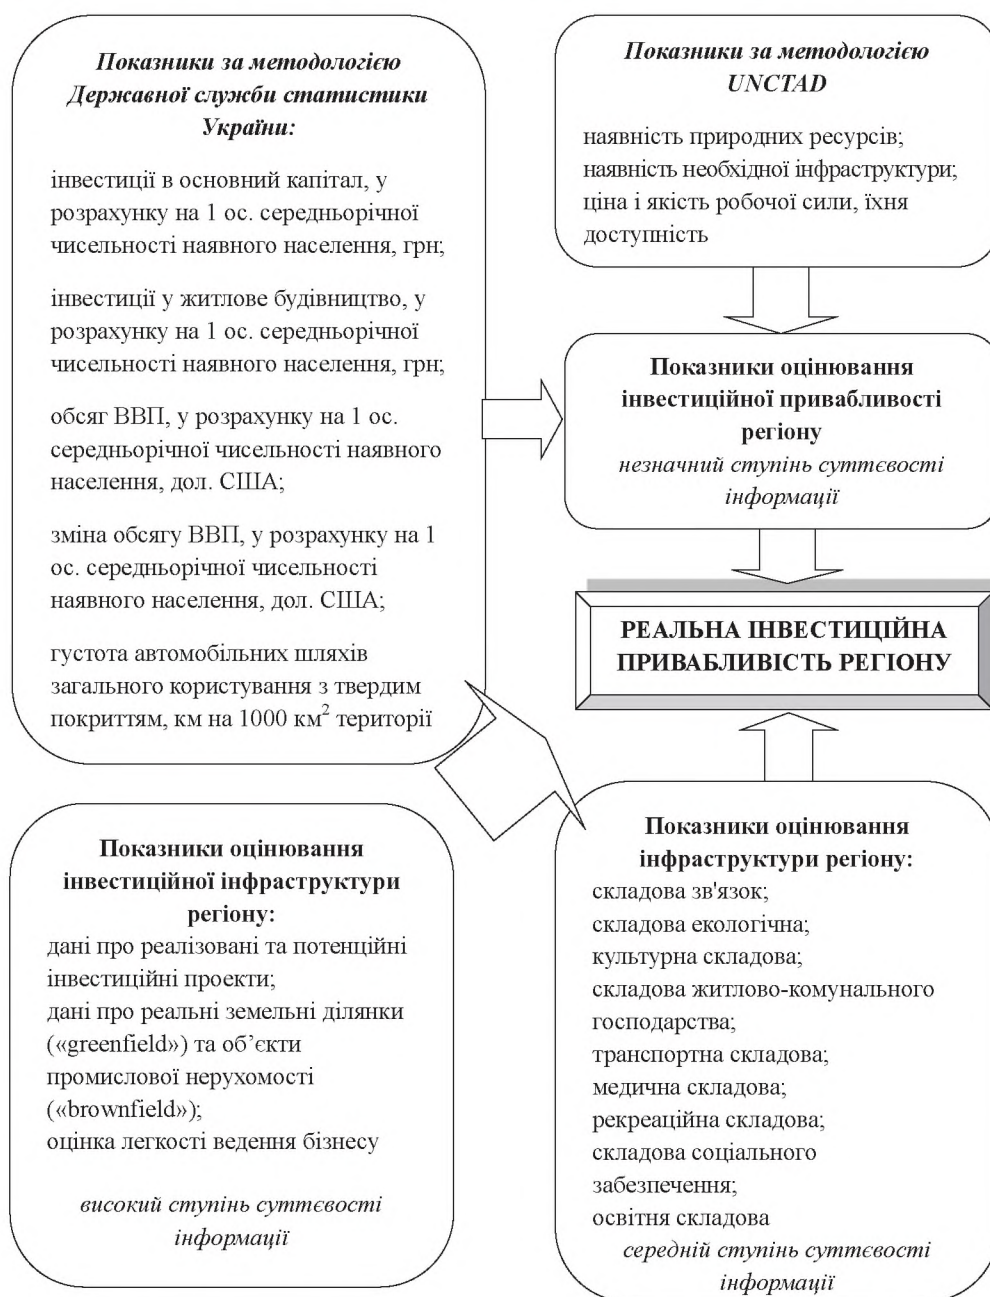 Показники за методологією
Державної служби статистики
України:
інвестиції в основний капітал, у
розрахунку на 1 ос. середньорічної
чисельності наявного населення, грн;
інвестиції у житлове будівництво, у
розрахунку на 1 ос. середньорічної
чисельності наявного населення, грн;
обсяг ВВП, у розрахунку на 1 ос.
середньорічної чисельності наявного
населення, дол. США;
зміна обсягу ВВП, у розрахунку на 1
ос. середньорічної чисельності
наявного населення, дол. США;
густота автомобільних шляхів
загального користування з твердим
покриттям, км на 1000 км² території
Показники за методологією
UNCTAD
наявність природних ресурсів;
наявність необхідної інфраструктури;
ціна і якість робочої сили, їхня
доступність
Показники оцінювання
інвестиційної привабливості
регіону
незначний ступінь суттєвості
інформації
РЕАЛЬНА ІНВЕСТИЦІЙНА
ПРИВАБЛИВІСТЬ РЕГІОНУ
Показники оцінювання
інвестиційної інфраструктури
регіону:
дані про реалізовані та потенційні
інвестиційні проекти;
дані про реальні земельні ділянки
(«greenfield») та об’єкти
промислової нерухомості
(«brownfield»);
оцінка легкості ведення бізнесу
високий ступінь суттєвості
інформації
Показники оцінювання
інфраструктури регіону:
складова зв'язок;
складова екологічна;
культурна складова;
складова житлово-комунального
господарства;
транспортна складова;
медична складова;
рекреаційна складова;
складова соціального
забезпечення;
освітня складова
середній ступінь суттєвості
інформації